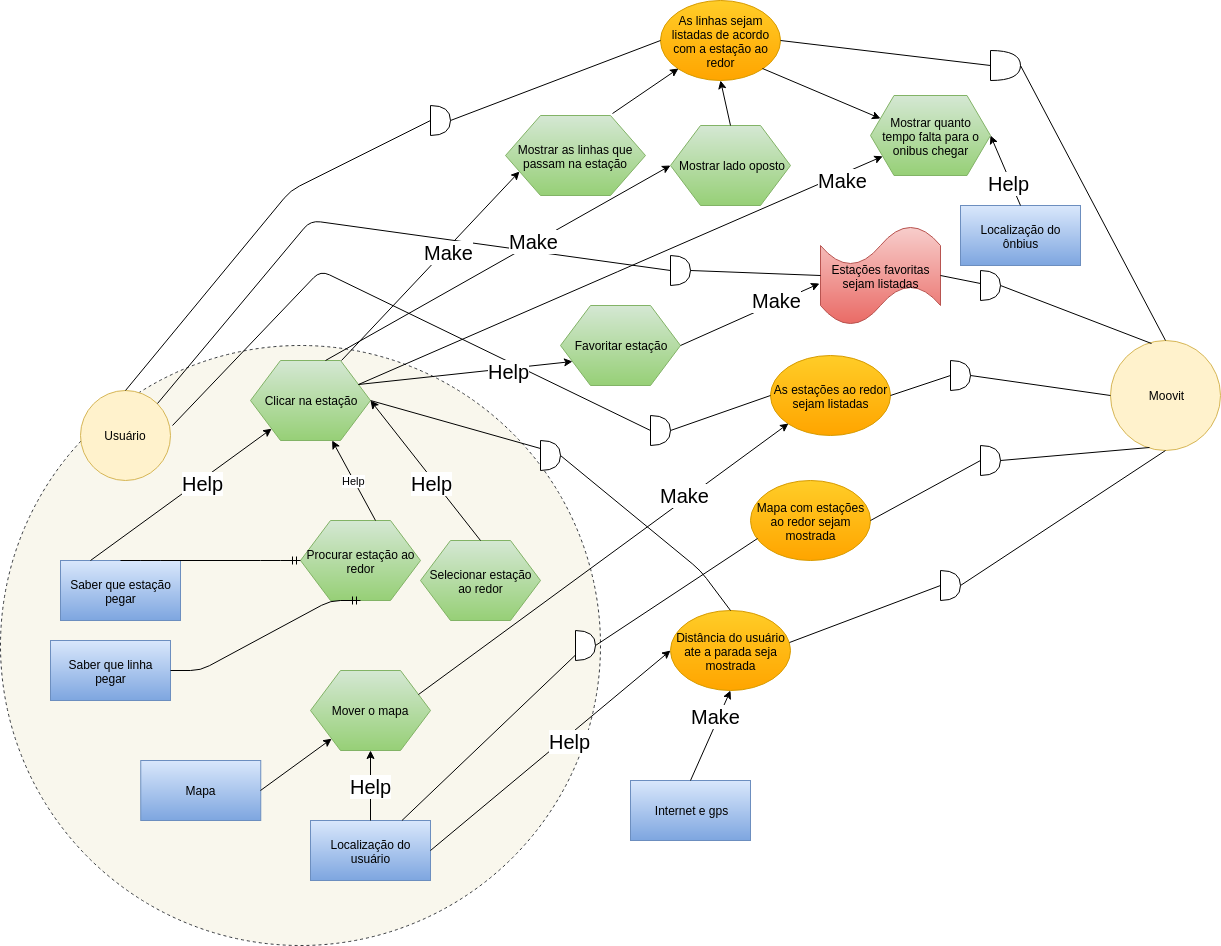 As linhas sejam
listadas de acordo
com a estação ao
redor
Mostrar as linhas que
passam na estação
Mostrar lado oposto
Mostrar quanto
tempo falta para o
onibus chegar
Make
Help
Localização do
ônbius
Make
Make
Estações favoritas
sejam listadas
Make
Favoritar estação
Help
As estações ao redor
sejam listada
Moovit
Clicar na estação
Usuário
Help
Help
Help
Make
Mapa com estações
ao redor sejam
mostrada
Procurar estação ao
redor
Selecionar estação
ao redor
Saber que estação
pegar
Saber que linha
pegar
Distância do usuário
ate a parada seja
mostrada
Mover o mapa
Make
Help
Mapa
Help
Internet e gps
Localização do
usuário